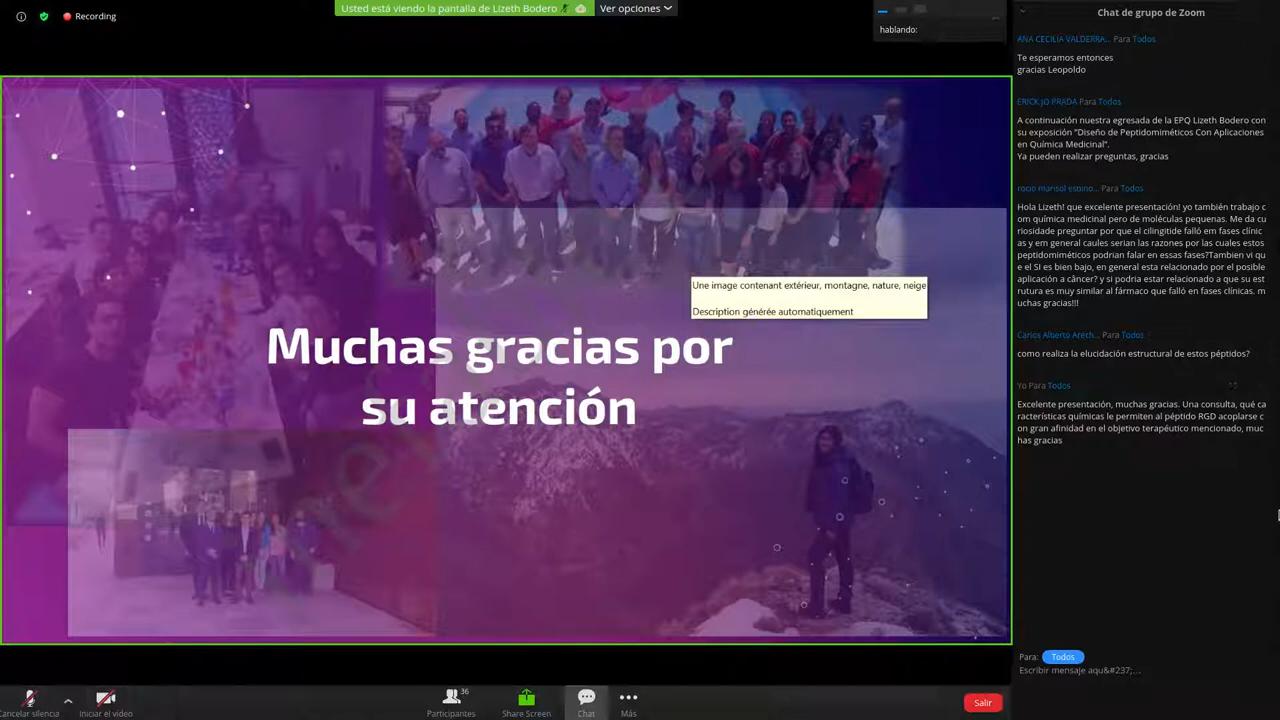 Recording
Usted está viendo la pantalla de Lizeth Bodero
Ver opciones
hablando:
Muchas gracias por
su atención
Une image contenant extérieur, montagne, nature, neige
Description générée automatiquement
Chat de grupo de Zoom
ANA CECILIA VALDERRA... Para Todos
Te esperamos entonces
gracias Leopoldo
ERICK JO PRADA Para Todos
A continuación nuestra egresada de la EPQ Lizeth Bodero con
su exposición "Diseño de Peptidomiméticos Con Aplicaciones
en Química Medicinal".
Ya pueden realizar preguntas, gracias
rocio marisol espino... Para Todos
Hola Lizeth! que excelente presentación! yo también trabajo c
om química medicinal pero de moléculas pequenas. Me da cu
riosidade preguntar por que el cilingitide falló em fases clínic
as y em general caules serian las razones por las cuales estos
peptidomiméticos podrian falar en essas fases?Tambien vi qu
e el SI es bien bajo, en general esta relacionado por el posible
aplicación a câncer? y si podria estar relacionado a que su est
rutura es muy similar al fármaco que falló en fases clínicas. m
uchas gracias!!!
Carlos Alberto Arech... Para Todos
como realiza la elucidación estructural de estos péptidos?
Yo Para Todos
Excelente presentación, muchas gracias. Una consulta, qué ca
racterísticas químicas le permiten al péptido RGD acoplarse c
on gran afinidad en el objetivo terapéutico mencionado, muc
has gracias
Para: Todos
Escribir mensaje aqu&#237;...
Cancelar silencia
Iniciar el vídeo
36
Participantes
Share Screen
Chat
Más
Salir